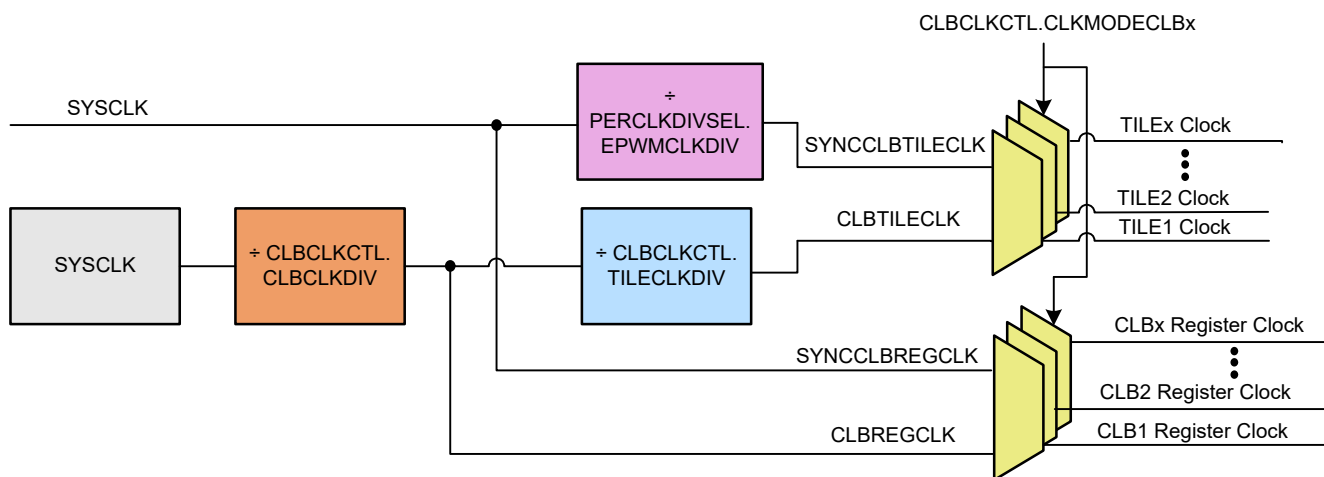 CLBCLKCTL.CLKMODECLBx
SYSCLK
÷
PERCLKDIVSEL.
EPWMCLKDIV
SYNCCLBTILECLK
TILEx Clock
TILE2 Clock
TILE1 Clock
SYSCLK
÷ CLBCLKCTL.
CLBCLKDIV
÷ CLBCLKCTL.
TILECLKDIV
CLBTILECLK
SYNCCLBREGCLK
CLBREGCLK
CLBx Register Clock
CLB2 Register Clock
CLB1 Register Clock